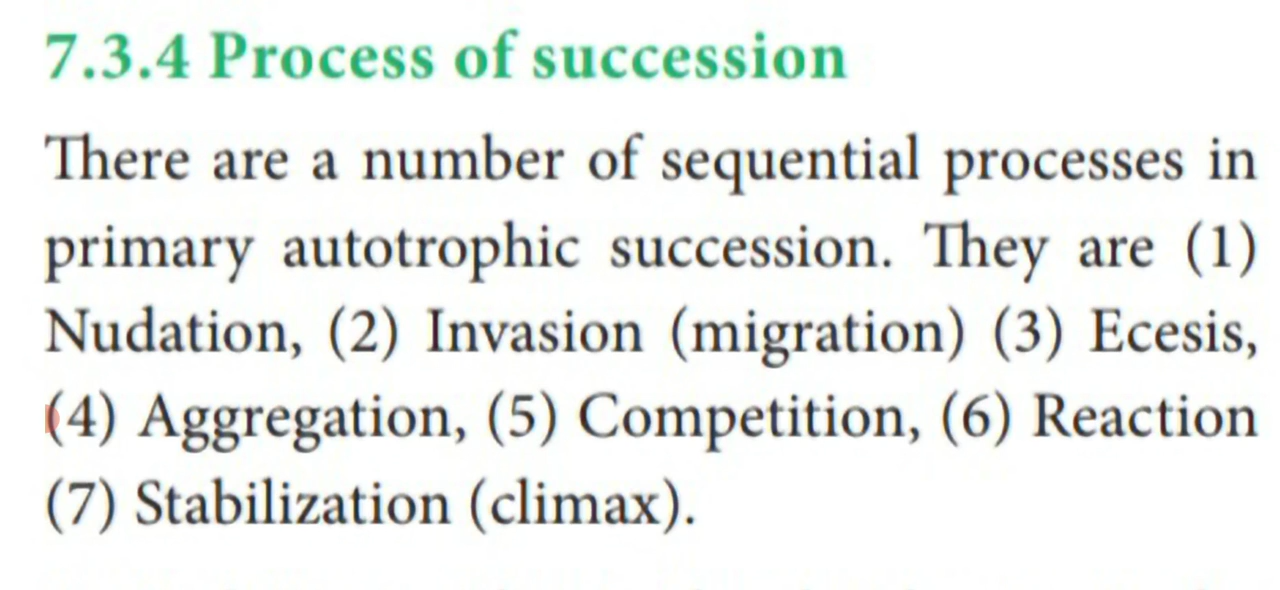 7.3.4 Process of succession
There are a number of sequential processes in
primary autotrophic succession. They are (1)
Nudation, (2) Invasion (migration) (3) Ecesis,
(4) Aggregation, (5) Competition, (6) Reaction
(7) Stabilization (climax).